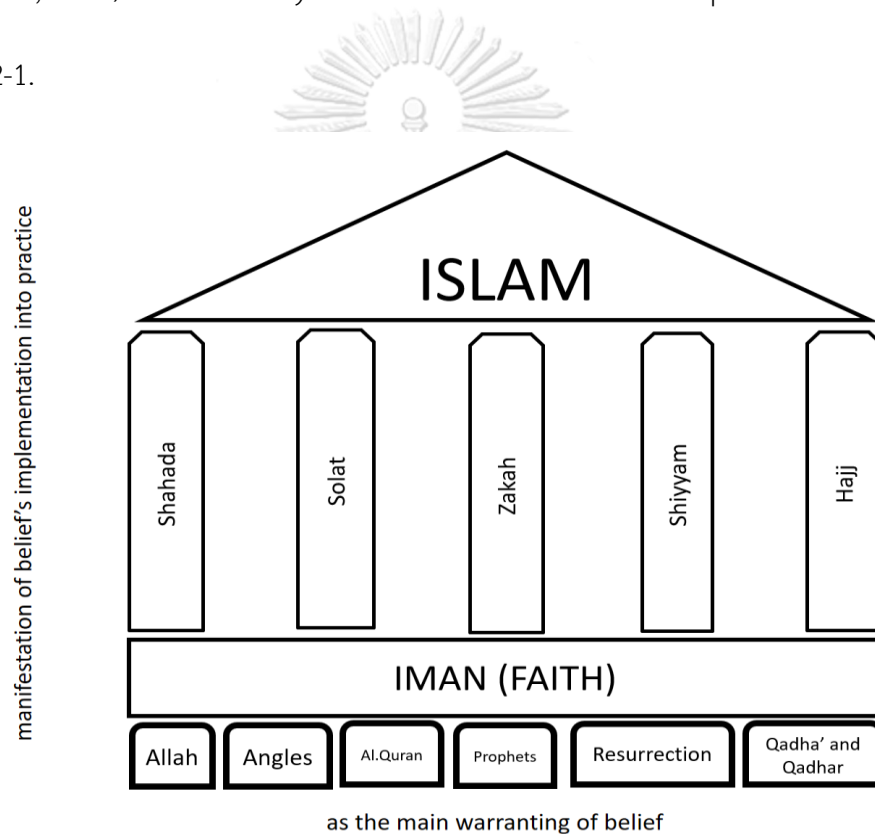 2-1.
manifestation of belief's implementation into practice
ISLAM
Shahada
Solat
Zakah
Shiyyam
Hajj
IMAN (FAITH)
Allah
Angles
Al.Quran
Prophets
Resurrection
Qadha' and
Qadhar
as the main warranting of belief